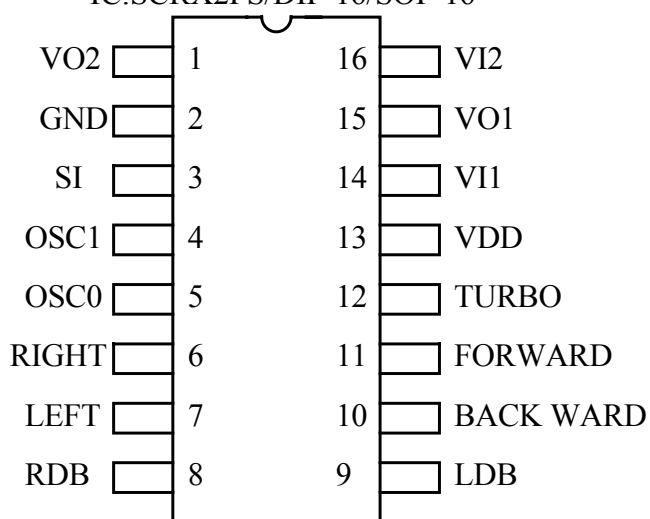 VO2 1 16 VI2
GND 2 15 VO1
SI 3 14 VI1
OSC1 4 13 VDD
OSC0 5 12 TURBO
RIGHT 6 11 FORWARD
LEFT 7 10 BACK WARD
RDB 8 9 LDB